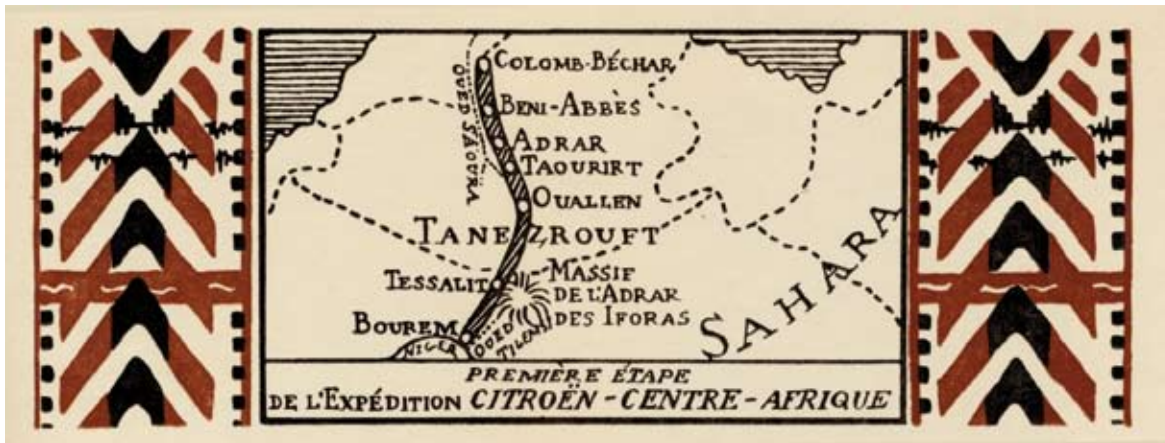 COLOMB-BÉCHAR
OUED SAOURA
BENI-ABBÈS
ADRAR
TAOURIRT
OUALLEN
TANEZROUFT
TESSALIT
MASSIF
DE L'ADRAR
DES IFORAS
SAHARA
BOUREM
NIGER
OUED
TILEMSI
PREMIÈRE ÉTAPE
DE L'EXPÉDITION CITROËN-CENTRE-AFRIQUE